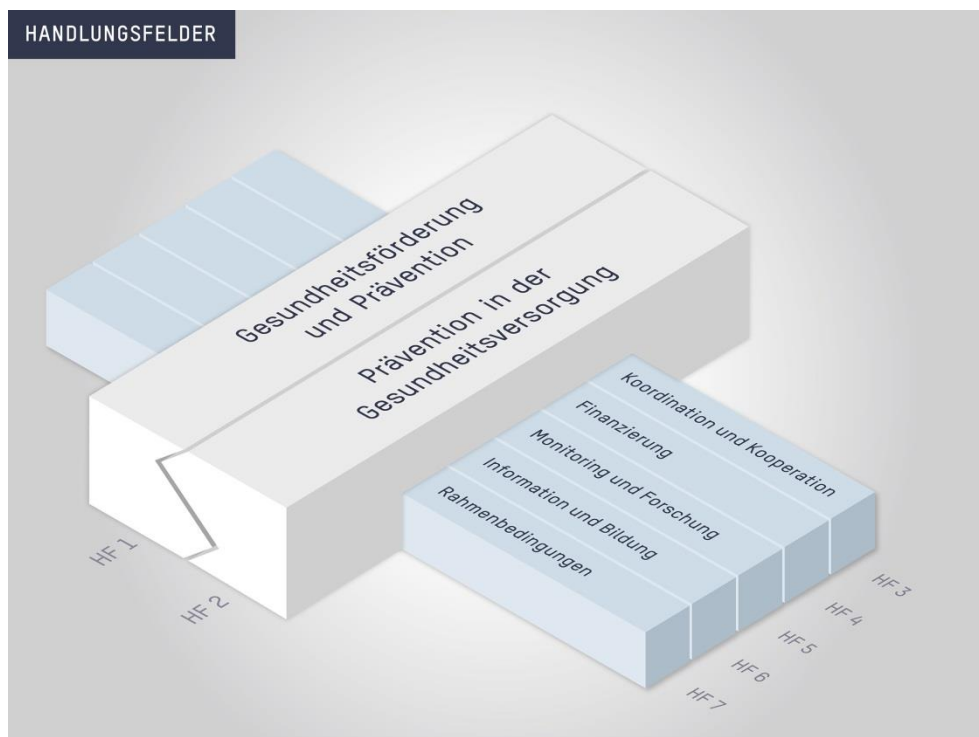 HANDLUNGSFELDER
Gesundheitsförderung
und Prävention
Prävention in der
Gesundheitsversorgung
Koordination und Kooperation
Finanzierung
Monitoring und Forschung
Information und Bildung
Rahmenbedingungen
HF 1
HF 2
HF 3
HF 4
HF 5
HF 6
HF 7